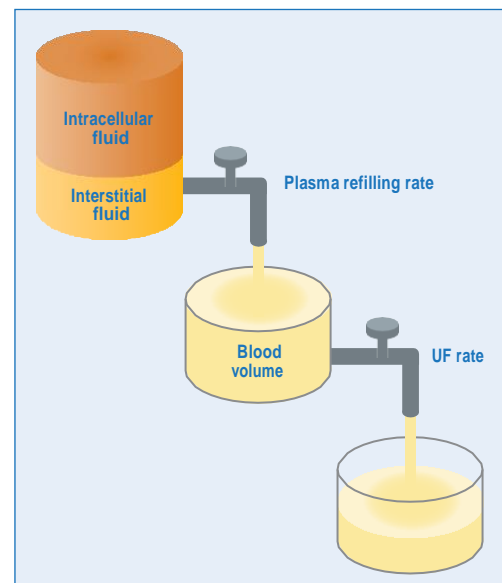 Intracellular
fluid
Interstitial
fluid
Plasma refilling rate
Blood
volume
UF rate